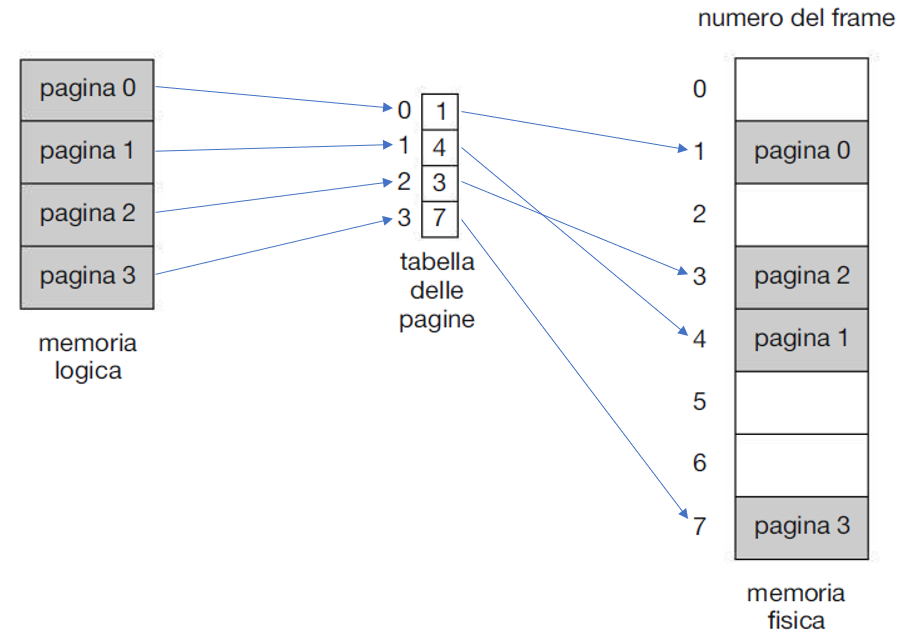 numero del frame
pagina 0
pagina 1
pagina 2
pagina 3
memoria
logica
0 1
1 4
2 3
3 7
tabella
delle
pagine
0
1 pagina 0
2
3 pagina 2
4 pagina 1
5
6
7 pagina 3
memoria
fisica